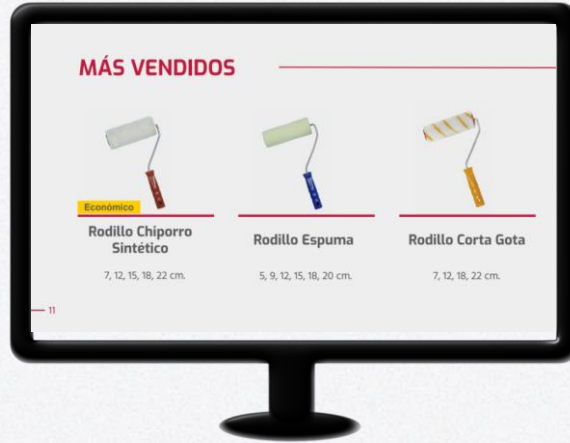 MÁS VENDIDOS
Económico
Rodillo Chiporro
Sintético
7, 12, 15, 18, 22 cm.
Rodillo Espuma
5, 9, 12, 15, 18, 20 cm.
Rodillo Corta Gota
7, 12, 18, 22 cm.
11